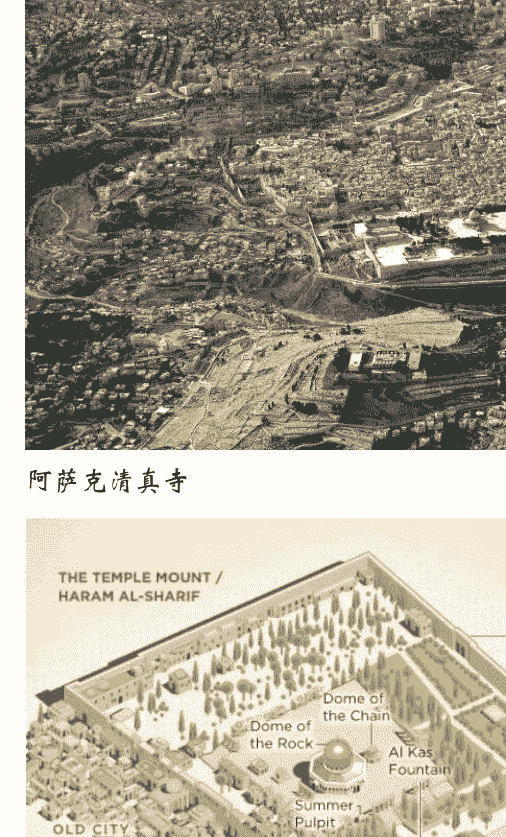 阿萨克清真寺
THE TEMPLE MOUNT /
HARAM AL-SHARIF
Dome of
the Chain
Dome of
the Rock
Al Kas
Fountain
Summer
Pulpit
OLD CITY